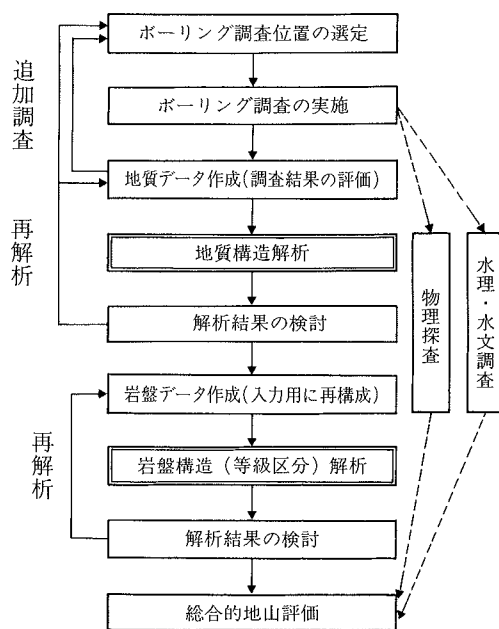 ボーリング調査位置の選定
ボーリング調査の実施
地質データ作成(調査結果の評価)
地質構造解析
解析結果の検討
岩盤データ作成(入力用に再構成)
岩盤構造（等級区分）解析
解析結果の検討
総合的地山評価
追加調査
再解析
再解析
物理探査
水理・水文調査